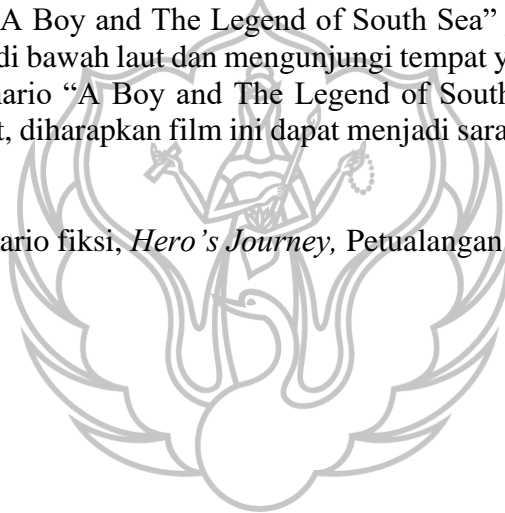 A Boy and The Legend of South Sea”
di bawah laut dan mengunjungi tempat y
nario “A Boy and The Legend of South
t, diharapkan film ini dapat menjadi sara
ario fiksi, Hero’s Journey, Petualangan